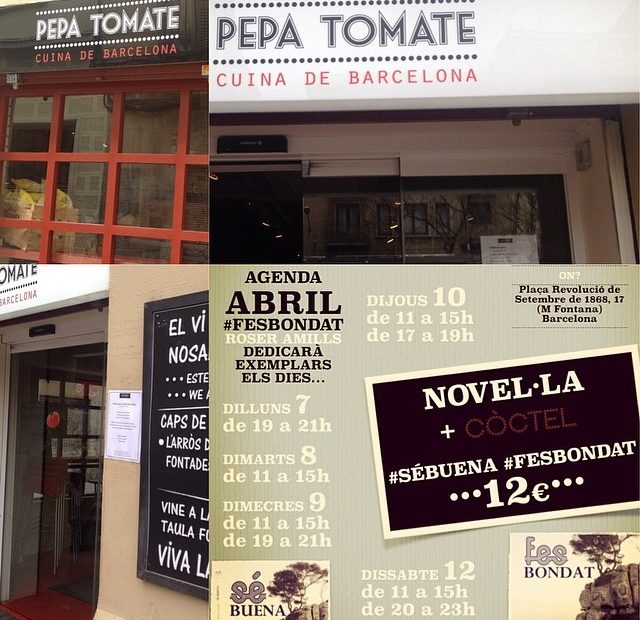 PEPA TOMATE
CUINA DE BARCELONA
PEPA TOMATE
CUINA DE BARCELONA
TOMATE
BARCELONA
EL VI
NOSA
••• ESTE
••• WE A
CAPS DE
• L'ARRÒS D
FONTADE
VINE A LA
TAULA FO
VIVA LA
AGENDA
ABRIL
#FESBONDAT
ROSER AMILLS
DEDICARÀ
EXEMPLARS
ELS DIES...
DILLUNS 7
de 19 a 21h
DIMARTS 8
de 11 a 15h
DIMECRES 9
de 11 a 15h
de 19 a 21h
DIJOUS 10
de 11 a 15h
de 17 a 19h
DISSABTE 12
de 11 a 15h
de 20 a 23h
ON?
Plaça Revolució de
Setembre de 1868, 17
(M Fontana)
Barcelona
NOVEL·LA
+ CÒCTEL
#SÉBUENA #FESBONDAT
•••12€•••
sé
BUENA
fes
BONDAT